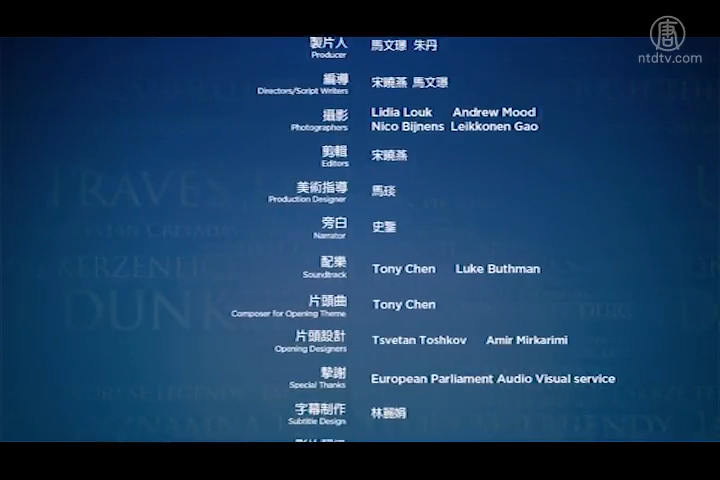 唐
ntdtv.com
製片人 馬文璟 朱丹
Producer
編導 宋曉燕 馬文璟
Directors/Script Writers
攝影 Lidia Louk Andrew Mood
Photographers Nico Bijnens Leikkonen Gao
剪輯 宋曉燕
Editors
美術指導 馬琰
Production Designer
旁白
Narrator
配樂 Tony Chen Luke Buthman
Soundtrack
片頭曲 Tony Chen
Composer for Opening Theme
片頭設計 Tsvetan Toshkov Amir Mirkarimi
Opening Designers
摯謝 European Parliament Audio Visual service
Special Thanks
字幕制作 林麗娟
Subtitle Design